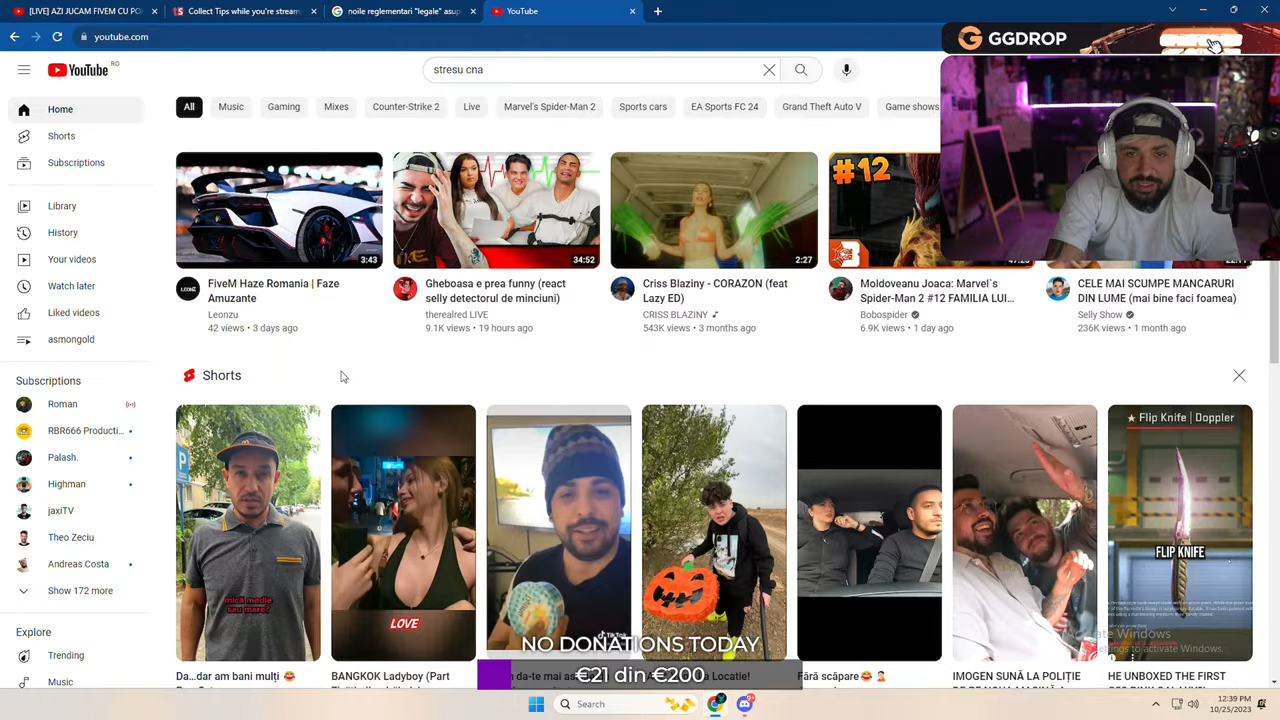 [LIVE] AZI JUCAM FIVEM CU PO
Collect Tips while you're stream
noile reglementari "legale" asup
YouTube
youtube.com
GGDROP
YouTube RO
stresu cna
All
Music
Gaming
Mixes
Counter-Strike 2
Live
Marvel's Spider-Man 2
Sports cars
EA Sports FC 24
Grand Theft Auto V
Game shows
Home
Shorts
Subscriptions
Library
History
Your videos
Watch later
Liked videos
asmongold
Subscriptions
Roman
RBR666 Producti...
Palash.
Highman
jaxiTV
Theo Zeciu
Andreas Costa
Show 172 more
Explore
Trending
Music
3:43
FiveM Haze Romania | Faze
Amuzante
Leonzu
42 views • 3 days ago
34:52
Gheboasa e prea funny (react
selly detectorul de minciuni)
therealred LIVE
9.1K views • 19 hours ago
2:27
Criss Blaziny - CORAZON (feat
Lazy ED)
CRISS BLAZINY
543K views • 3 months ago
#12
Moldoveanu Joaca: Marvel`s
Spider-Man 2 #12 FAMILIA LUI...
Bobospider
6.9K views • 1 day ago
CELE MAI SCUMPE MANCARURI
DIN LUME (mai bine faci foamea)
Selly Show
236K views • 1 month ago
Shorts
mică medie
sau mare?
LOVE
★ Flip Knife | Doppler
FLIP KNIFE
Da...dar am bani mulți
BANGKOK Ladyboy (Part
Fără scăpare
IMOGEN SUNĂ LA POLIȚIE
HE UNBOXED THE FIRST
NO DONATIONS TODAY
€21 din €200
Activate Windows
Settings to activate Windows.
Search
12:39 PM
10/25/2023